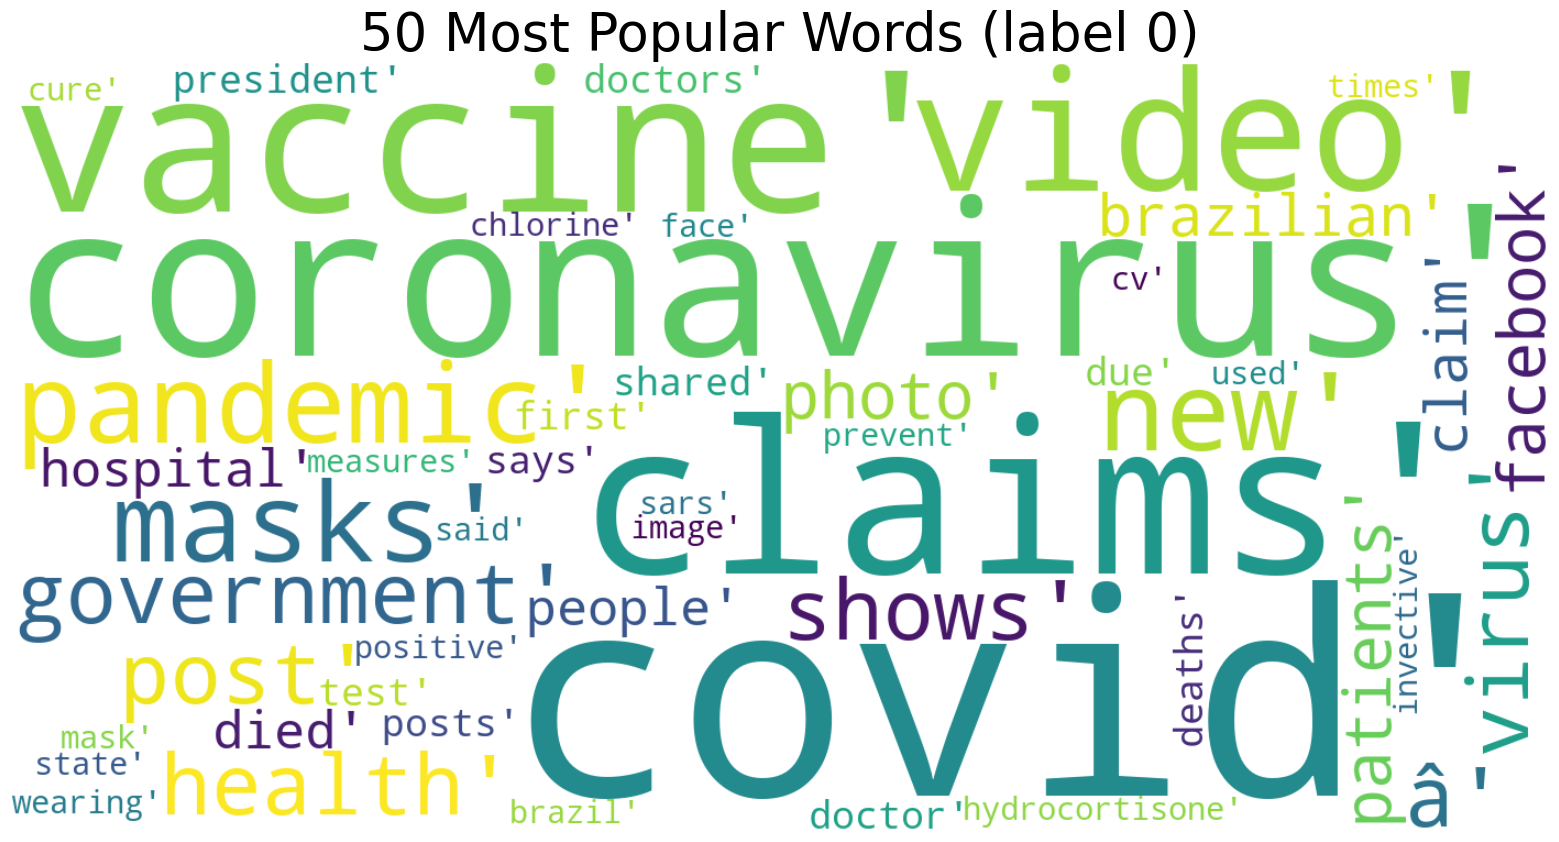 50 Most Popular Words (label 0)
cure'
president'
doctors'
times'
vaccine'
video'
chlorine'
face'
brazilian'
facebook'
coronavirus'
cv'
claim'
pandemic'
first'
shared'
photo'
due'
used'
new'
prevent'
hospital'
measures'
says'
claims'
masks'
said'
sars'
image'
government'
people'
shows'
patients'
invective'
virus'
deaths'
positive'
post'
test'
covid'
died'
posts'
mask'
state'
wearing'
health'
brazil'
doctor'
hydrocortisone'
â'